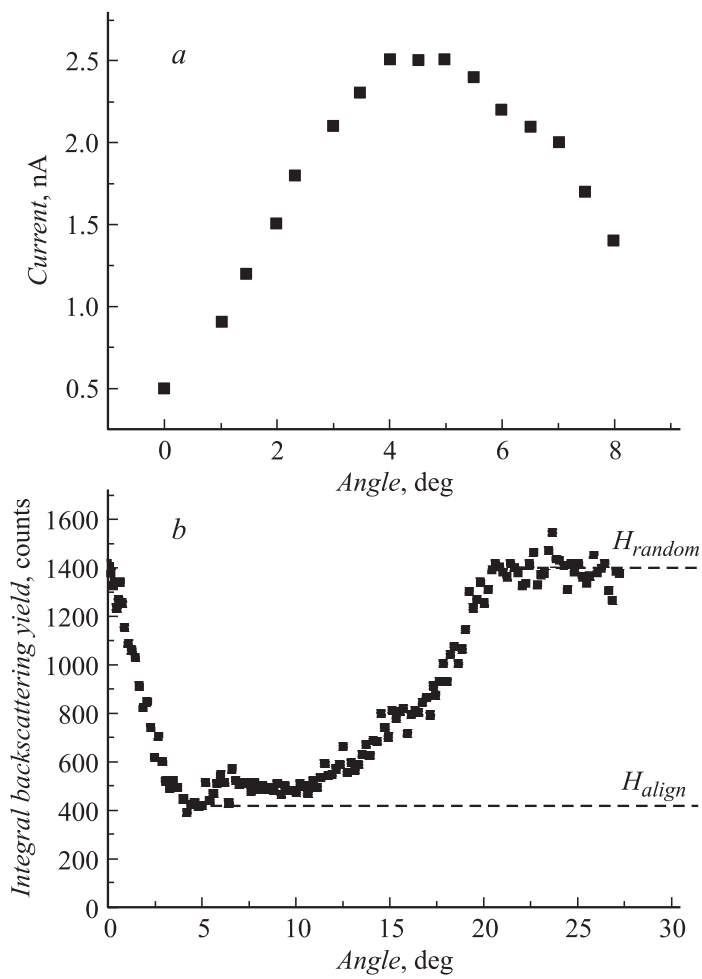 a
2.5
2.0
1.5
1.0
0.5
Current, nA
0 2 4 6 8
Angle, deg
b
1600
1400
1200
1000
800
600
400
200
0
Integral backscattering yield, counts
H_random
H_align
0 5 10 15 20 25 30
Angle, deg